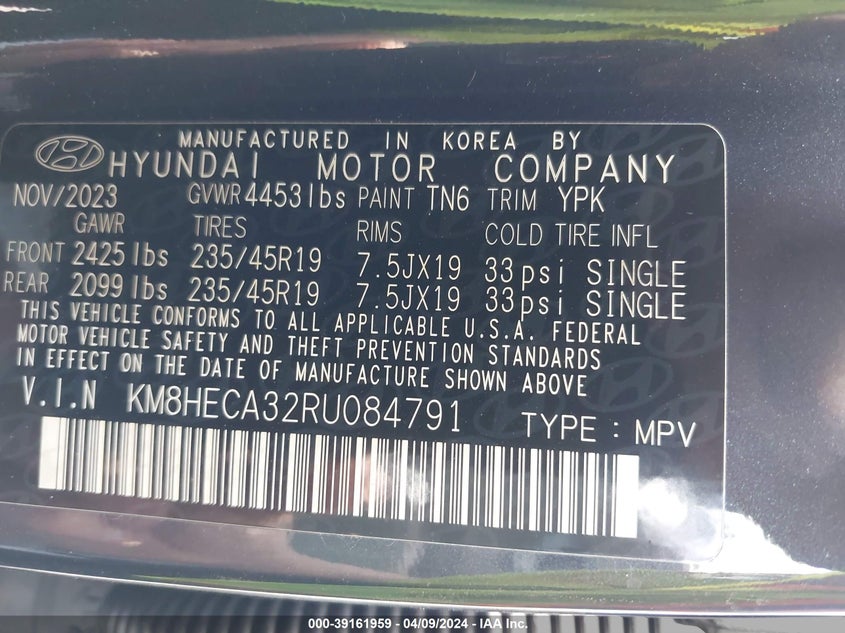 MANUFACTURED IN KOREA BY
HYUNDAI MOTOR COMPANY
NOV/2023 GVWR 4453 lbs PAINT TN6 TRIM YPK
GAWR TIRES RIMS COLD TIRE INFL
FRONT 2425 lbs 235/45R19 7.5JX19 33psi SINGLE
REAR 2099 lbs 235/45R19 7.5JX19 33psi SINGLE
THIS VEHICLE CONFORMS TO ALL APPLICABLE U.S.A. FEDERAL
MOTOR VEHICLE SAFETY AND THEFT PREVENTION STANDARDS
IN EFFECT ON THE DATE OF MANUFACTURE SHOWN ABOVE
V.I.N KM8HECA32RU084791 TYPE : MPV
000-39161959 - 04/09/2024 - IAA Inc.